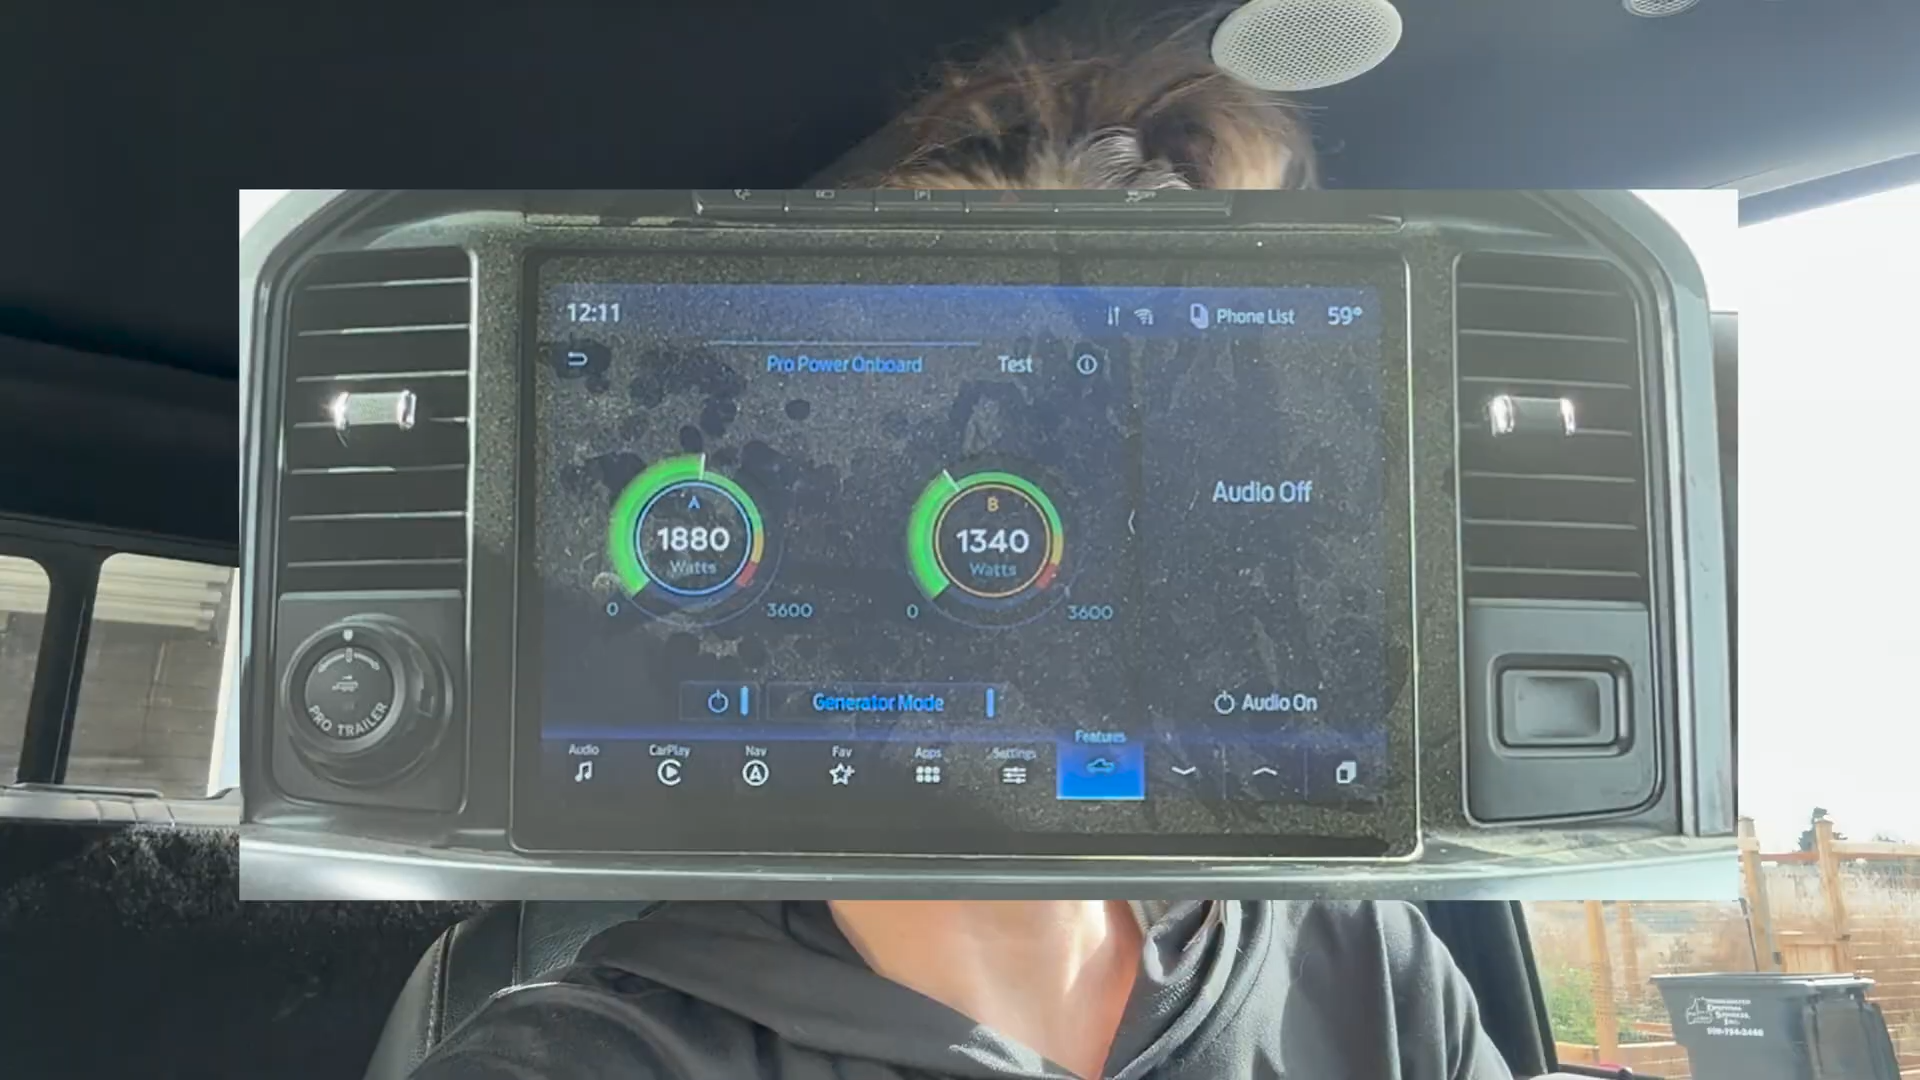 12:11
Phone List
59°
Pro Power Onboard
Test
A
1880
Watts
0
3600
B
1340
Watts
0
3600
Audio Off
Generator Mode
Audio On
Audio
CarPlay
Nav
Fav
Apps
Settings
Features
PRO TRAILER